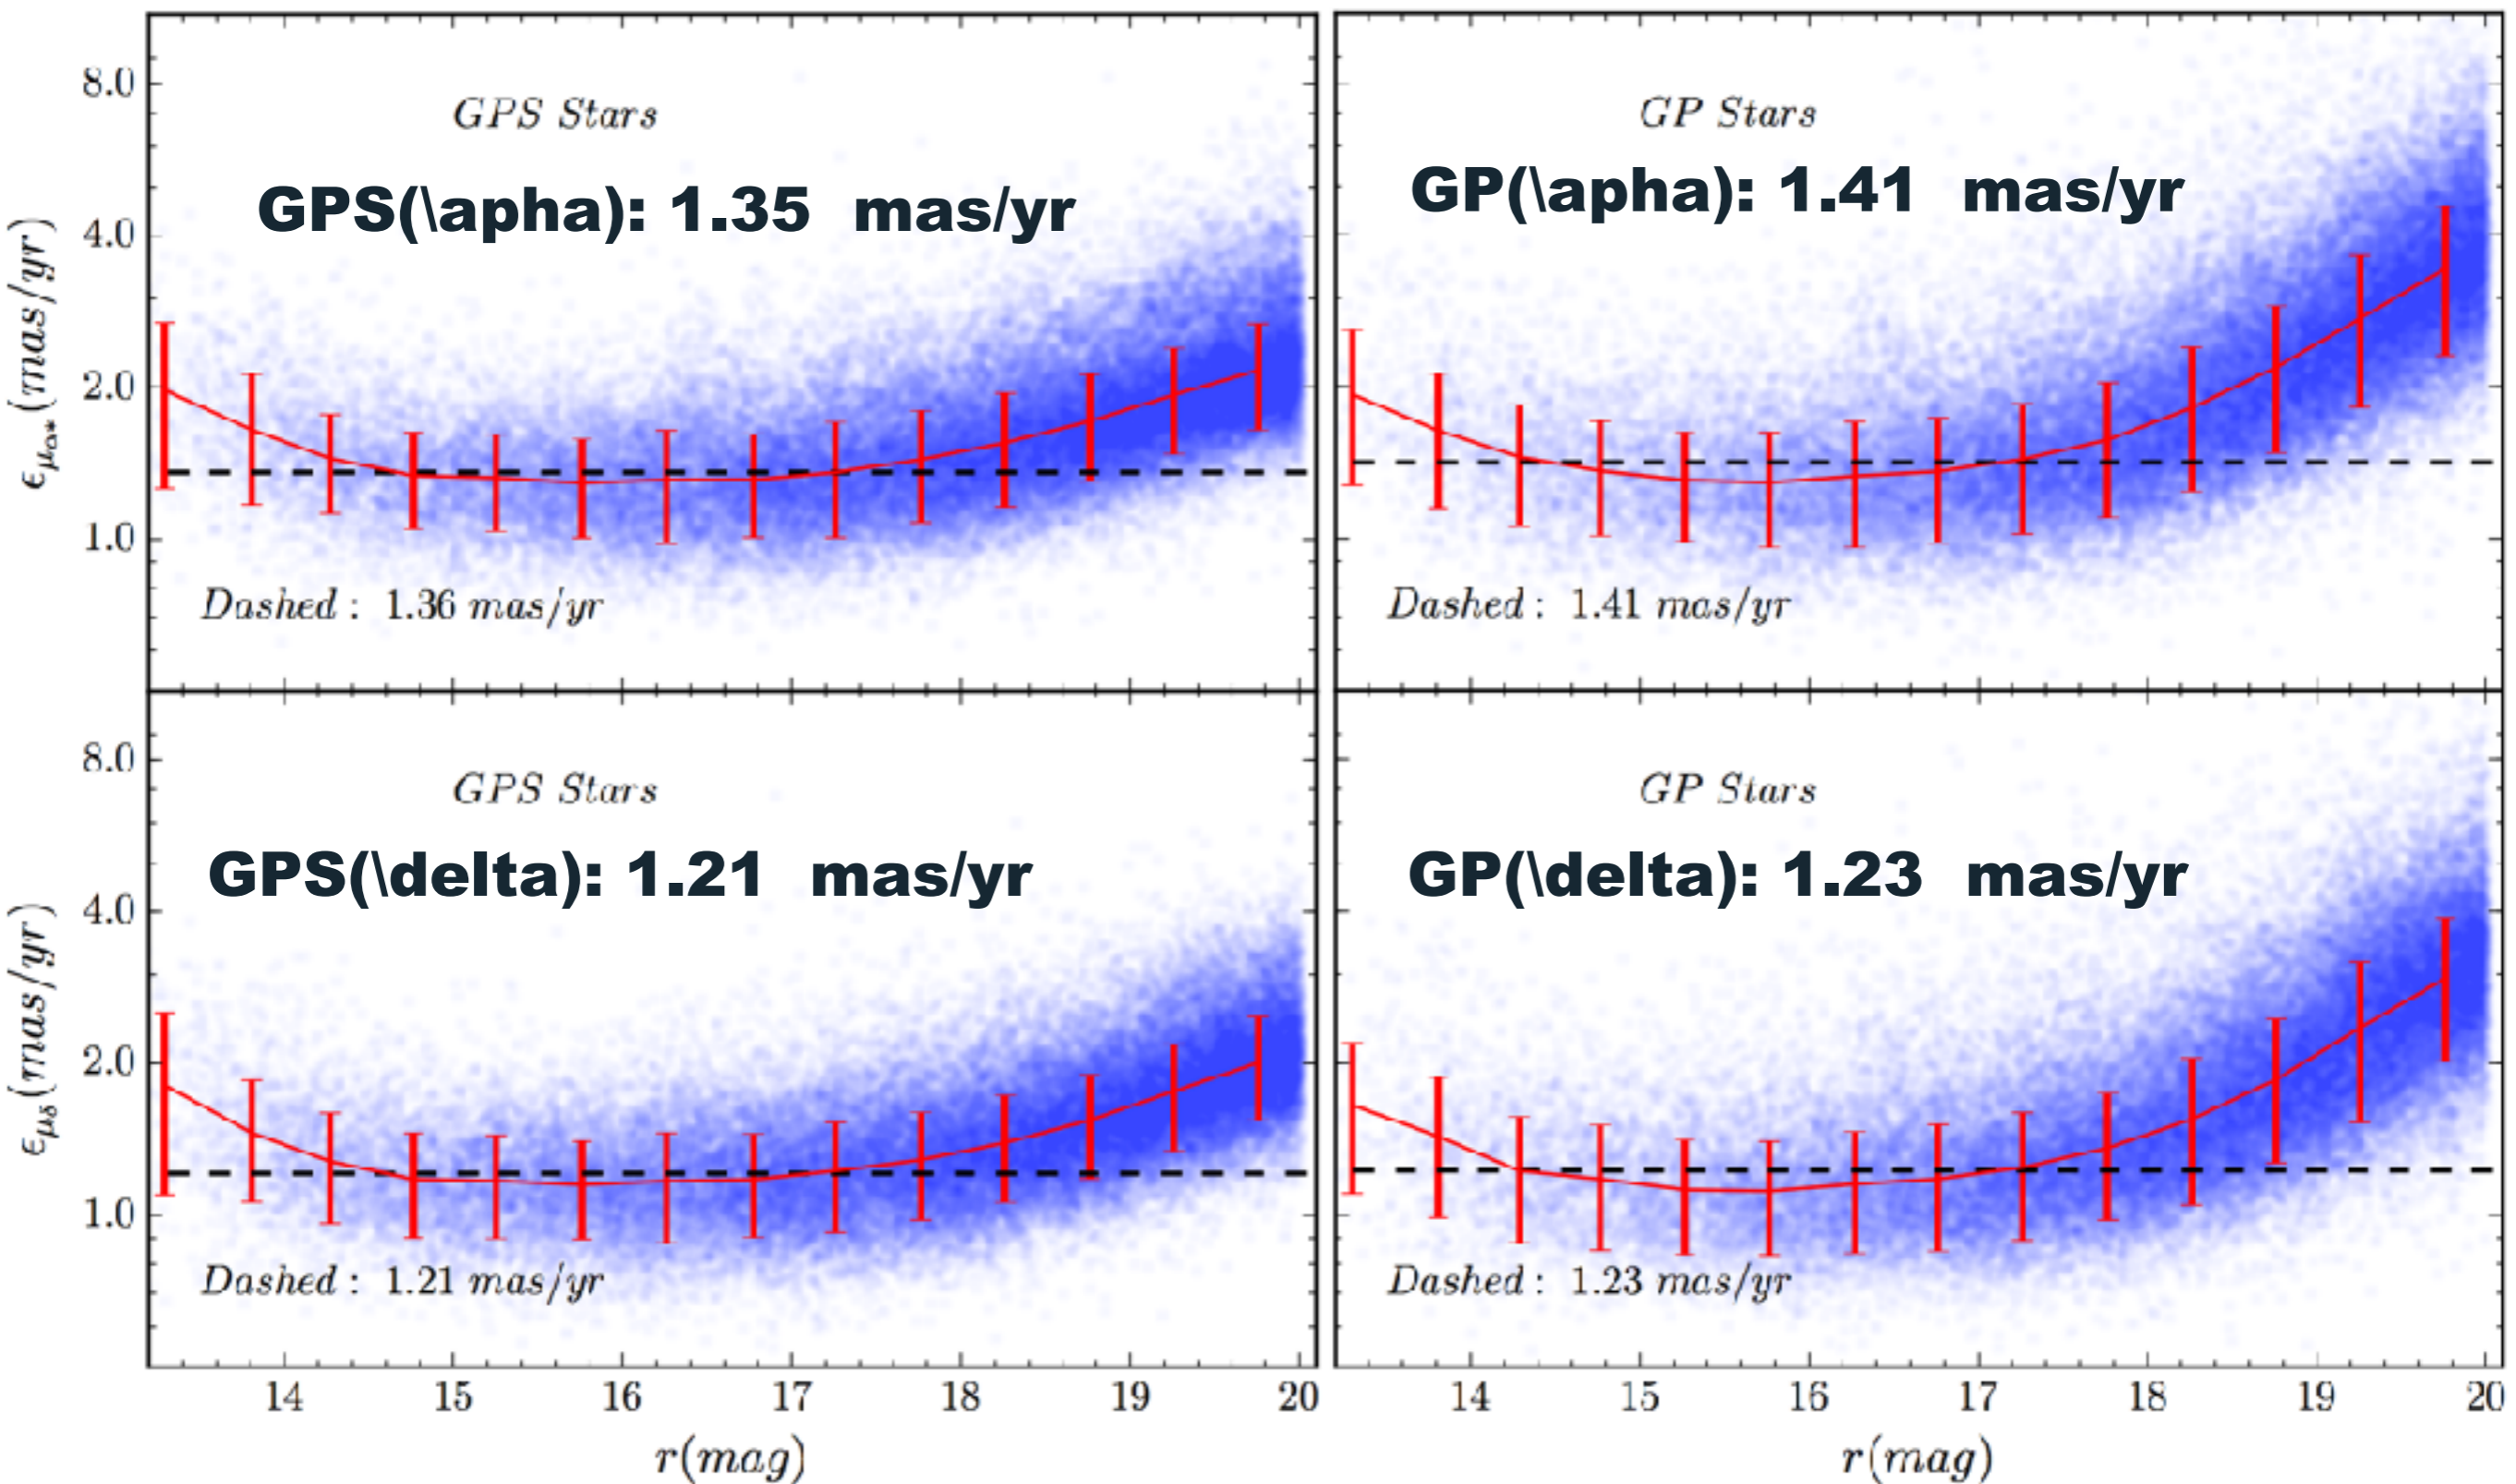 GPS Stars
GPS(\apha): 1.35 mas/yr
Dashed : 1.36 mas/yr
8.0
4.0
2.0
1.0
ϵμα* (mas/yr)
GP Stars
GP(\apha): 1.41 mas/yr
Dashed : 1.41 mas/yr
GPS Stars
GPS(\delta): 1.21 mas/yr
Dashed : 1.21 mas/yr
8.0
4.0
2.0
1.0
ϵμδ (mas/yr)
14 15 16 17 18 19 20
r(mag)
GP Stars
GP(\delta): 1.23 mas/yr
Dashed : 1.23 mas/yr
14 15 16 17 18 19 20
r(mag)